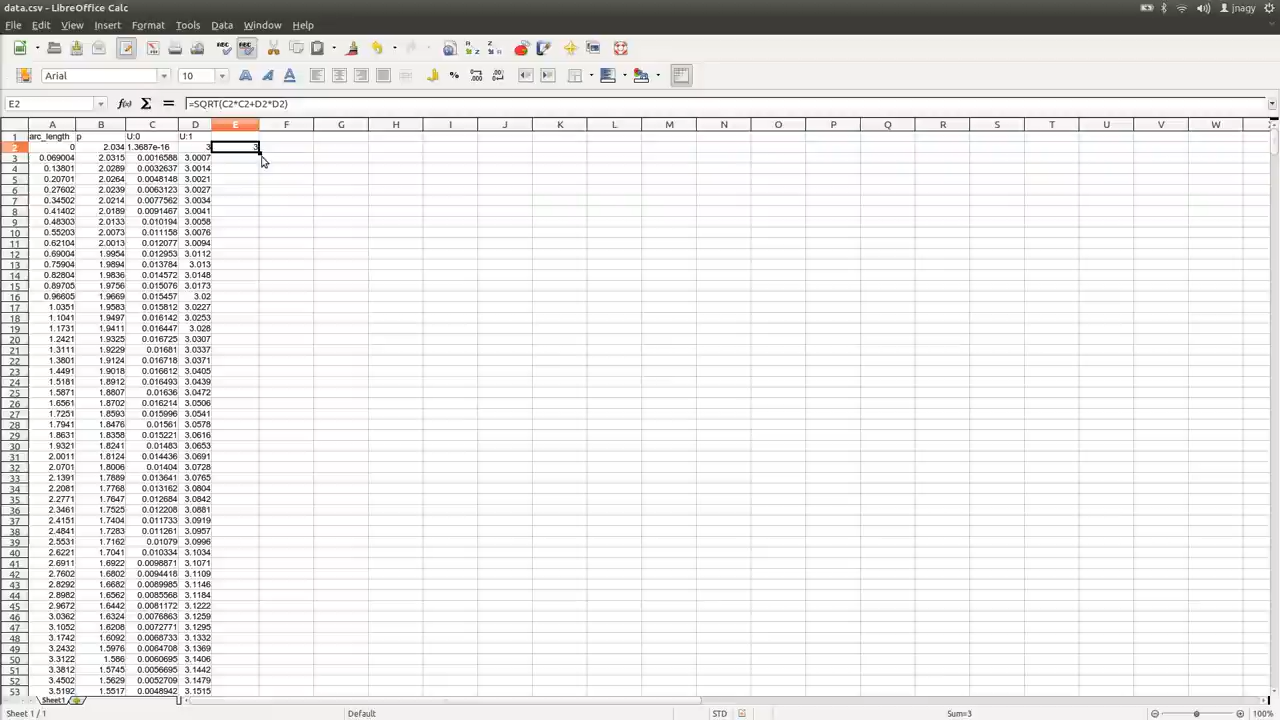 data.csv - LibreOffice Calc
jnagy
File Edit View Insert Format Tools Data Window Help
Arial 10
E2 =SQRT(C2*C2+D2*D2)
A B C D E F G H I J K L M N O P Q R S T U V W
1 arc_length p U:0 U:1
2 0 2.034 1.3687e-16 3 3
3 0.069004 2.0315 0.0016588 3.0007
4 0.13801 2.0289 0.0032637 3.0014
5 0.20701 2.0264 0.0048148 3.0021
6 0.27602 2.0239 0.0063123 3.0027
7 0.34502 2.0214 0.0077562 3.0034
8 0.41402 2.0189 0.0091467 3.0041
9 0.48303 2.0133 0.010194 3.0058
10 0.55203 2.0073 0.011158 3.0076
11 0.62104 2.0013 0.012077 3.0094
12 0.69004 1.9954 0.012953 3.0112
13 0.75904 1.9894 0.013784 3.013
14 0.82804 1.9836 0.014572 3.0148
15 0.89705 1.9756 0.015076 3.0173
16 0.96605 1.9669 0.015457 3.02
17 1.0351 1.9583 0.015812 3.0227
18 1.1041 1.9497 0.016142 3.0253
19 1.1731 1.9411 0.016447 3.028
20 1.2421 1.9325 0.016725 3.0307
21 1.3111 1.9229 0.01681 3.0337
22 1.3801 1.9124 0.016718 3.0371
23 1.4491 1.9018 0.016612 3.0405
24 1.5181 1.8912 0.016493 3.0439
25 1.5871 1.8807 0.01636 3.0472
26 1.6561 1.8702 0.016214 3.0506
27 1.7251 1.8593 0.015996 3.0541
28 1.7941 1.8476 0.01561 3.0578
29 1.8631 1.8358 0.015221 3.0616
30 1.9321 1.8241 0.01483 3.0653
31 2.0011 1.8124 0.014436 3.0691
32 2.0701 1.8006 0.01404 3.0728
33 2.1391 1.7889 0.013641 3.0765
34 2.2081 1.7768 0.013162 3.0804
35 2.2771 1.7647 0.012684 3.0842
36 2.3461 1.7525 0.012208 3.0881
37 2.4151 1.7404 0.011733 3.0919
38 2.4841 1.7283 0.011261 3.0957
39 2.5531 1.7162 0.01079 3.0996
40 2.6221 1.7041 0.010334 3.1034
41 2.6911 1.6922 0.0098871 3.1071
42 2.7602 1.6802 0.0094418 3.1109
43 2.8292 1.6682 0.0089985 3.1146
44 2.8982 1.6562 0.0085568 3.1184
45 2.9672 1.6442 0.0081172 3.1222
46 3.0362 1.6324 0.0076863 3.1259
47 3.1052 1.6208 0.0072771 3.1295
48 3.1742 1.6092 0.0068733 3.1332
49 3.2432 1.5976 0.0064708 3.1369
50 3.3122 1.586 0.0060695 3.1406
51 3.3812 1.5745 0.0056695 3.1442
52 3.4502 1.5629 0.0052709 3.1479
53 3.5192 1.5517 0.0048942 3.1515
Sheet1
Sheet 1 / 1 Default STD Sum=3 100%